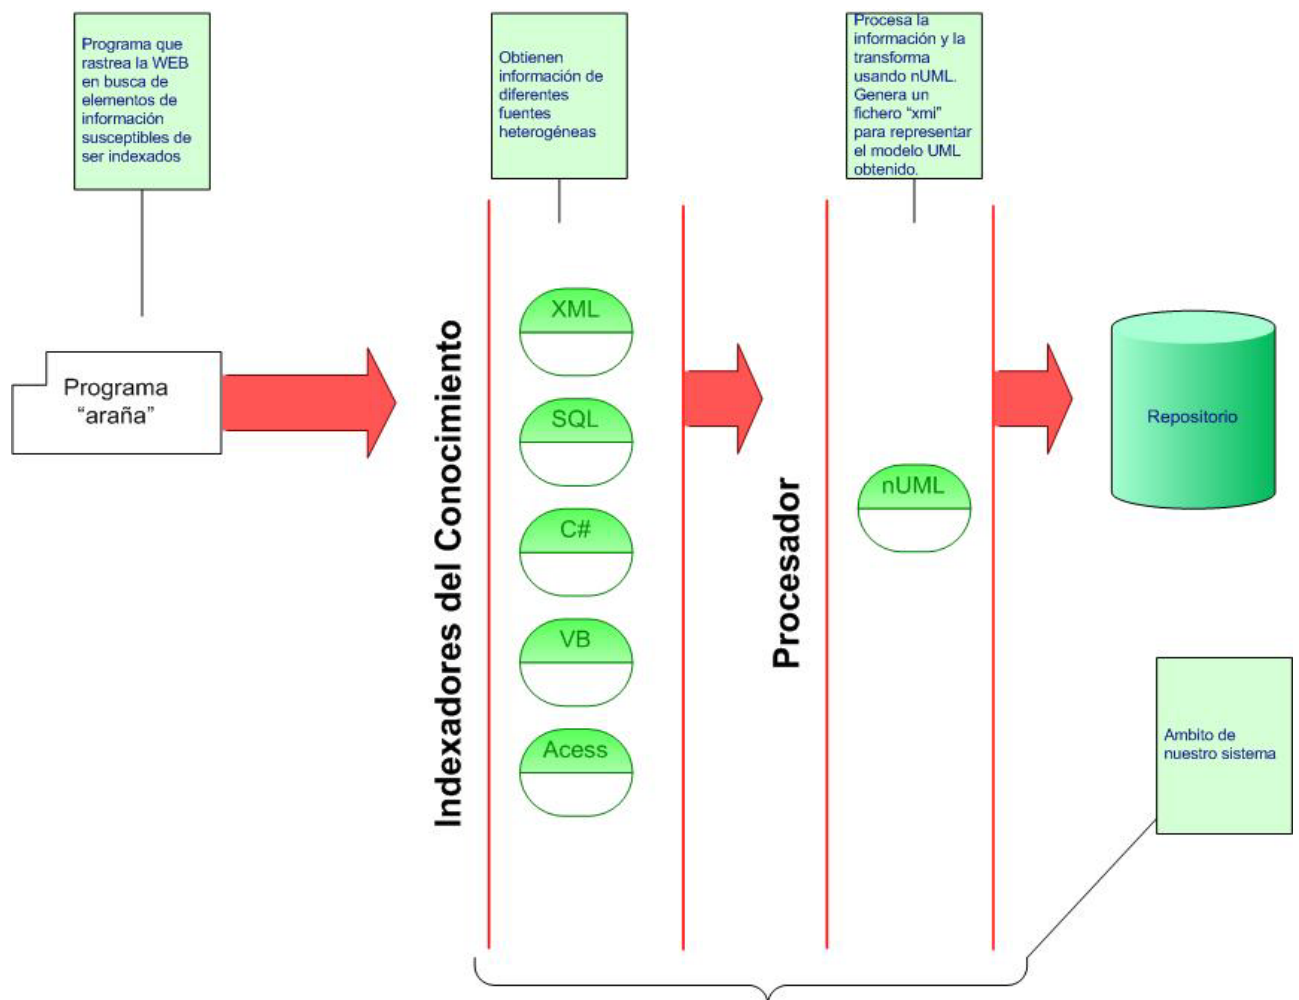 Programa que
rastrea la WEB
en busca de
elementos de
información
susceptibles de
ser indexados
Obtienen
información de
diferentes
fuentes
heterogéneas
Procesa la
información y la
transforma
usando nUML.
Genera un
fichero “xmi”
para representar
el modelo UML
obtenido.
Programa
“araña”
Indexadores del Conocimiento
XML
SQL
C#
VB
Acess
Procesador
nUML
Repositorio
Ambito de
nuestro sistema